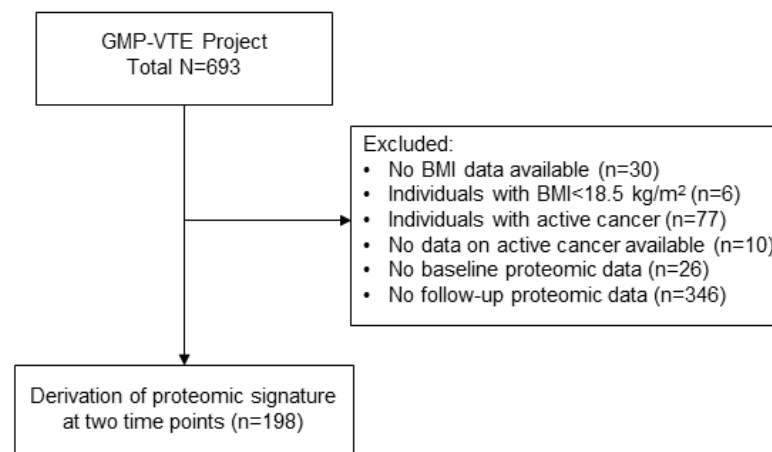 GMP-VTE Project
Total N=693
Excluded:
• No BMI data available (n=30)
• Individuals with BMI<18.5 kg/m² (n=6)
• Individuals with active cancer (n=77)
• No data on active cancer available (n=10)
• No baseline proteomic data (n=26)
• No follow-up proteomic data (n=346)
Derivation of proteomic signature
at two time points (n=198)